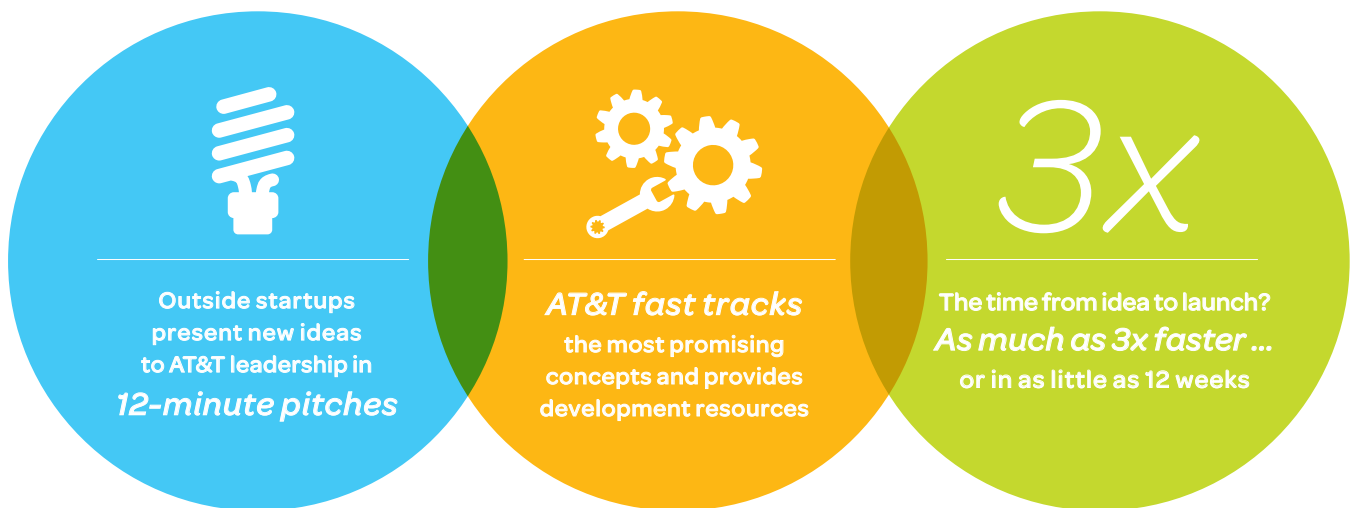 Outside startups
present new ideas
to AT&T leadership in
12-minute pitches
AT&T fast tracks
the most promising
concepts and provides
development resources
3x
The time from idea to launch?
As much as 3x faster ...
or in as little as 12 weeks